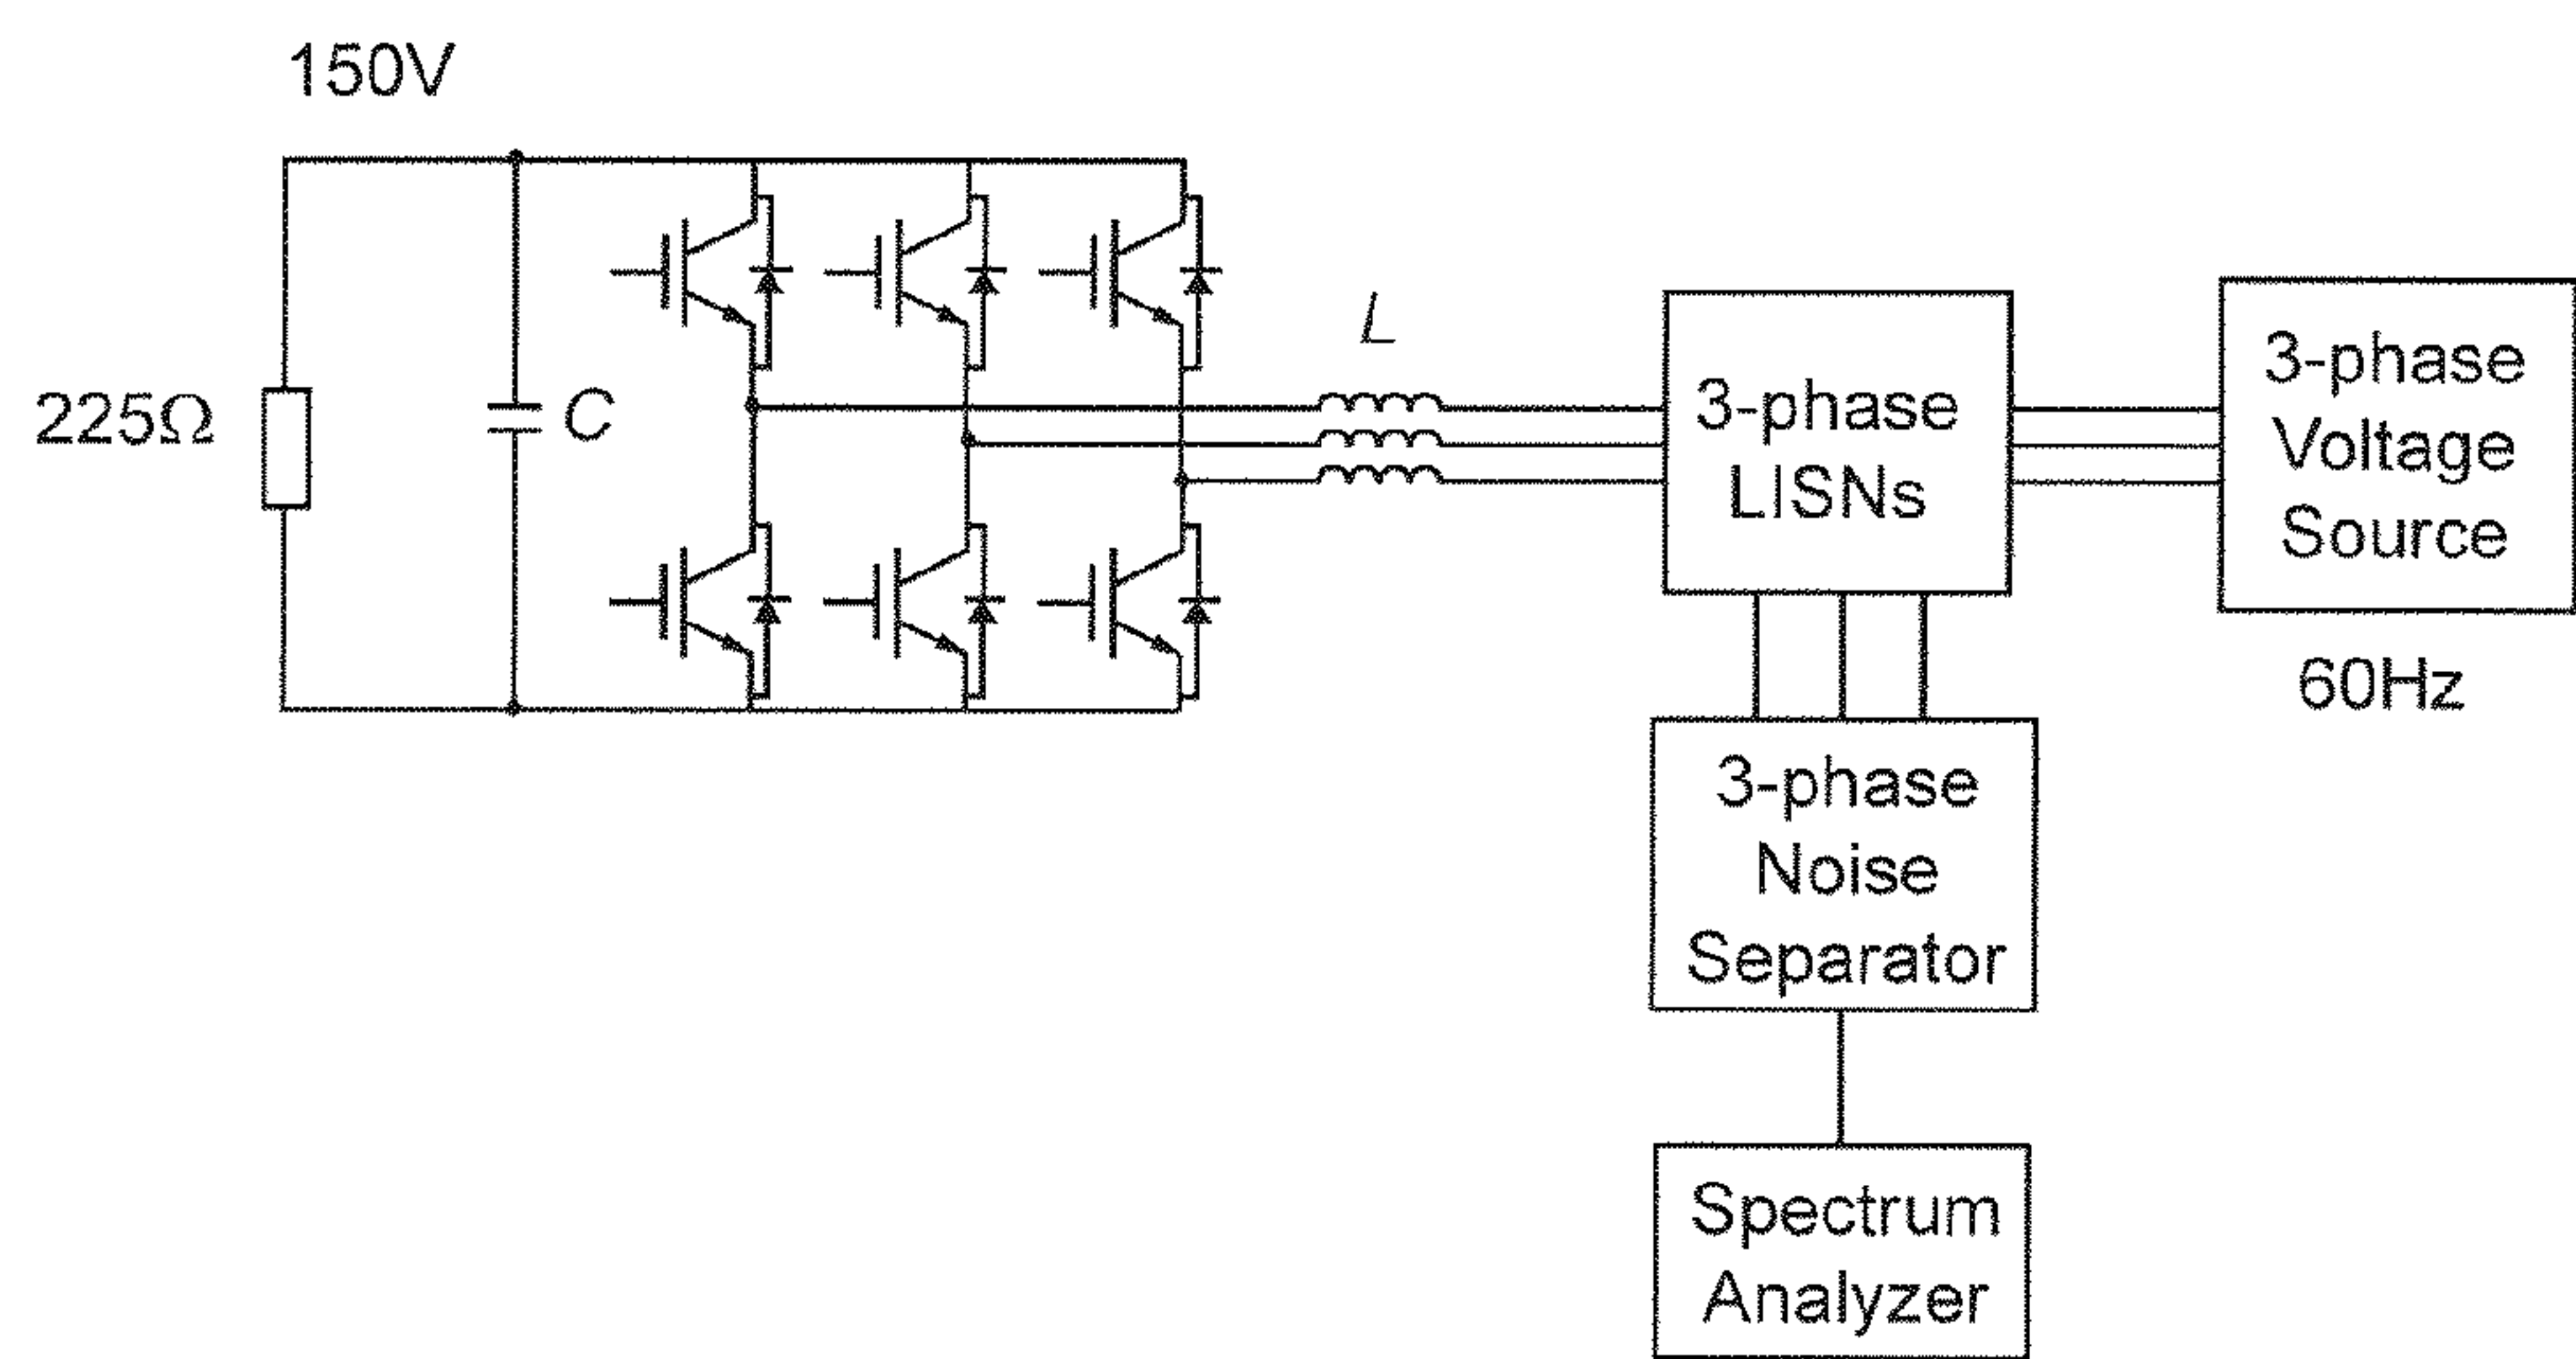 150V
225Ω
C
L
3-phase
LISNs
3-phase
Voltage
Source
60Hz
3-phase
Noise
Separator
Spectrum
Analyzer